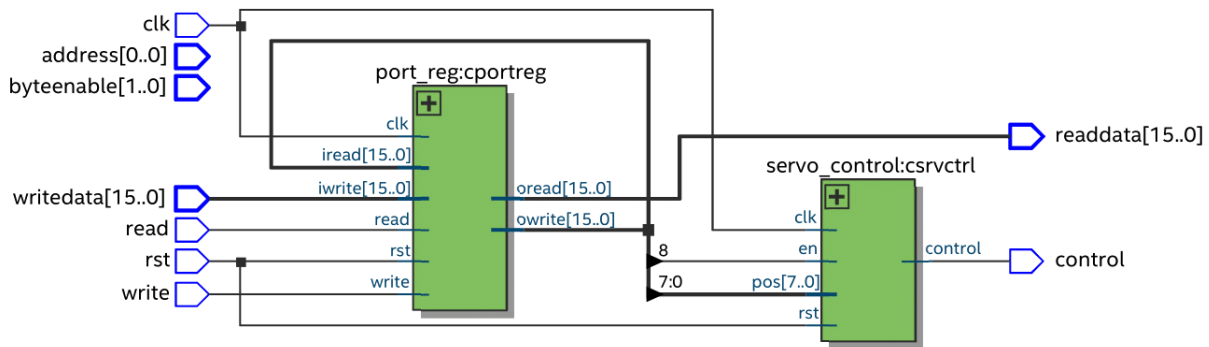 clk
address[0..0]
byteenable[1..0]
port_reg:cportreg
clk
iread[15..0]
writedata[15..0]
iwrite[15..0]
oread[15..0]
read
read
owrite[15..0]
rst
rst
write
write
readdata[15..0]
servo_control:csrvctrl
clk
8
en
control
control
7:0
pos[7..0]
rst